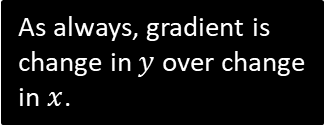 As always, gradient is
change in y over change
in x.